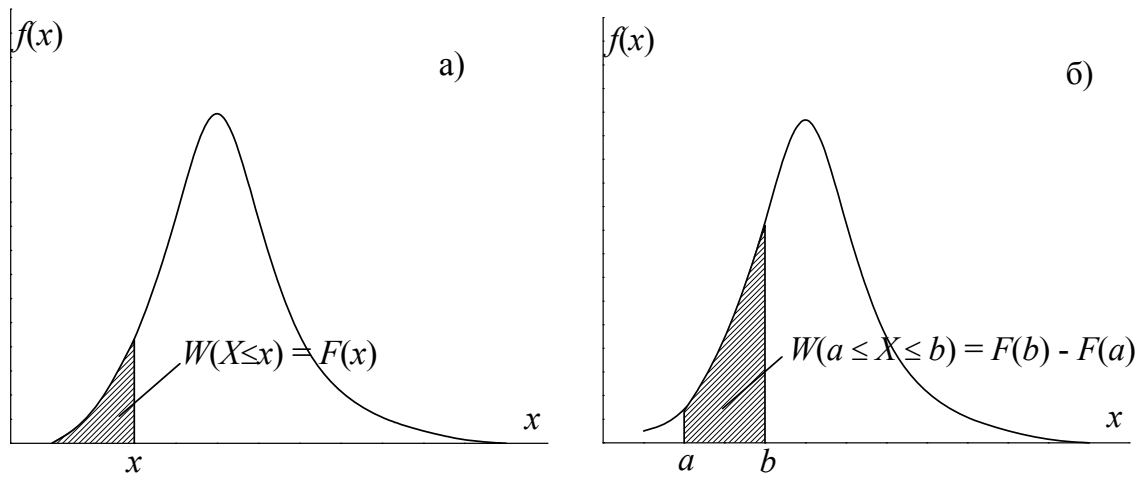 f(x)
а)
W(X≤x) = F(x)
x
x
f(x)
б)
W(a ≤ X ≤ b) = F(b) - F(a)
x
a
b